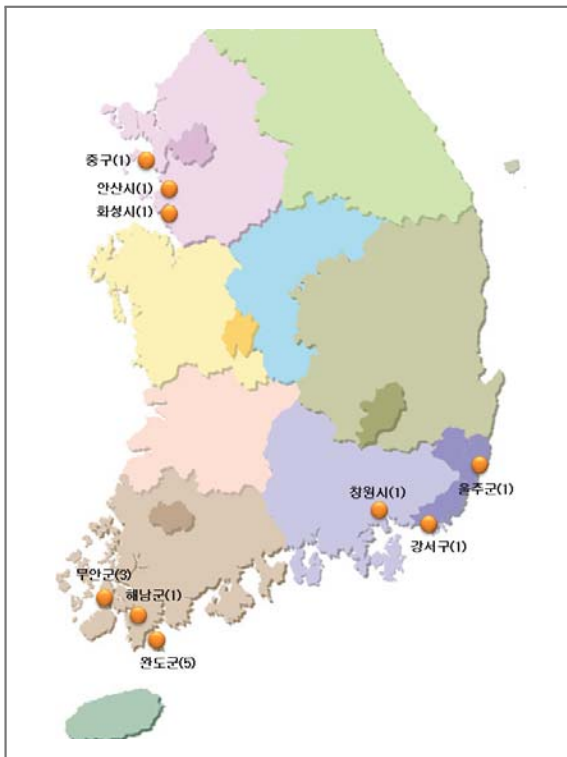 중구(1)
안산시(1)
화성시(1)
울주군(1)
창원시(1)
강서구(1)
무안군(3)
해남군(1)
완도군(5)